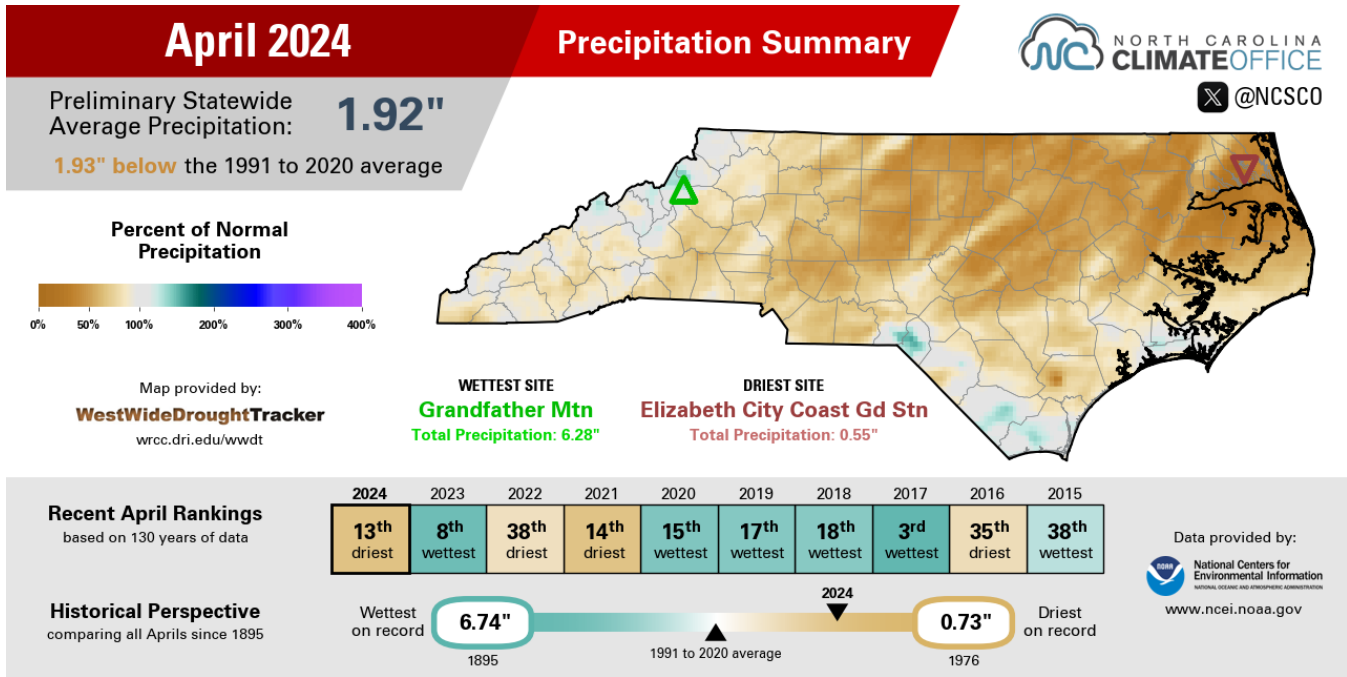 April 2024
Precipitation Summary
NORTH CAROLINA
CLIMATEOFFICE
NC
X @NCSCO
Preliminary Statewide
Average Precipitation:
1.92"
1.93" below the 1991 to 2020 average
Percent of Normal
Precipitation
0% 50% 100% 200% 300% 400%
Map provided by:
WestWideDroughtTracker
wrcc.dri.edu/wwdt
WETTEST SITE
Grandfather Mtn
Total Precipitation: 6.28"
DRIEST SITE
Elizabeth City Coast Gd Stn
Total Precipitation: 0.55"
Recent April Rankings
based on 130 years of data
2024 2023 2022 2021 2020 2019 2018 2017 2016 2015
13th 8th 38th 14th 15th 17th 18th 3rd 35th 38th
driest wettest driest driest wettest wettest wettest wettest driest wettest
Historical Perspective
comparing all Aprils since 1895
Wettest
on record
6.74"
1895
2024
1991 to 2020 average
0.73"
1976
Driest
on record
Data provided by:
NOAA
National Centers for
Environmental Information
NATIONAL OCEANIC AND ATMOSPHERIC ADMINISTRATION
www.ncei.noaa.gov